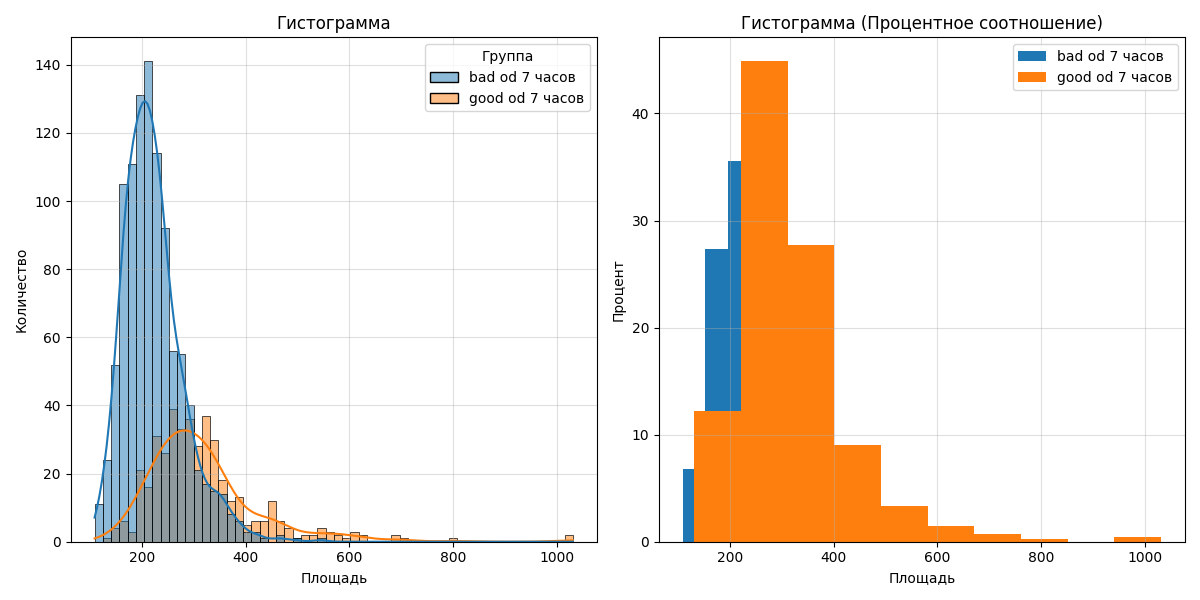 Гистограмма
Количество
140
120
100
80
60
40
20
0
Группа
bad od 7 часов
good od 7 часов
200
400
600
800
1000
Площадь
Гистограмма (Процентное соотношение)
Процент
40
30
20
10
0
bad od 7 часов
good od 7 часов
200
400
600
800
1000
Площадь